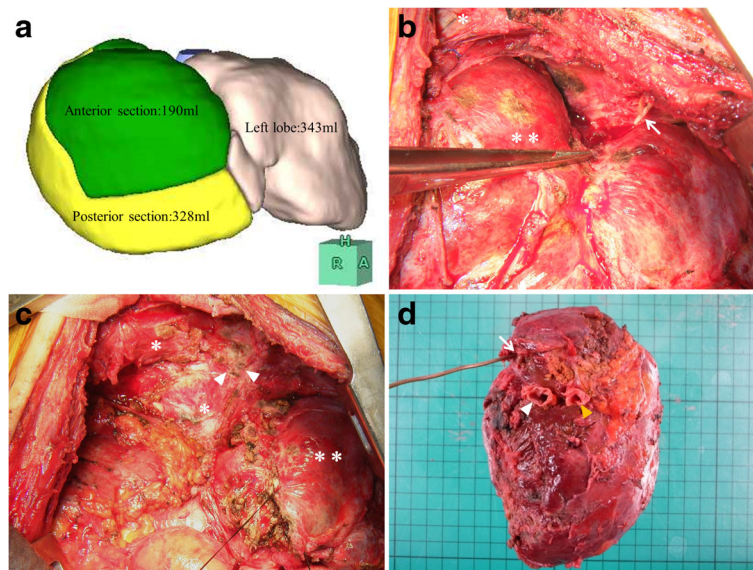 a
Anterior section:190ml
Left lobe:343ml
Posterior section:328ml
H
R
A
b
*
**
c
*
*
**
d